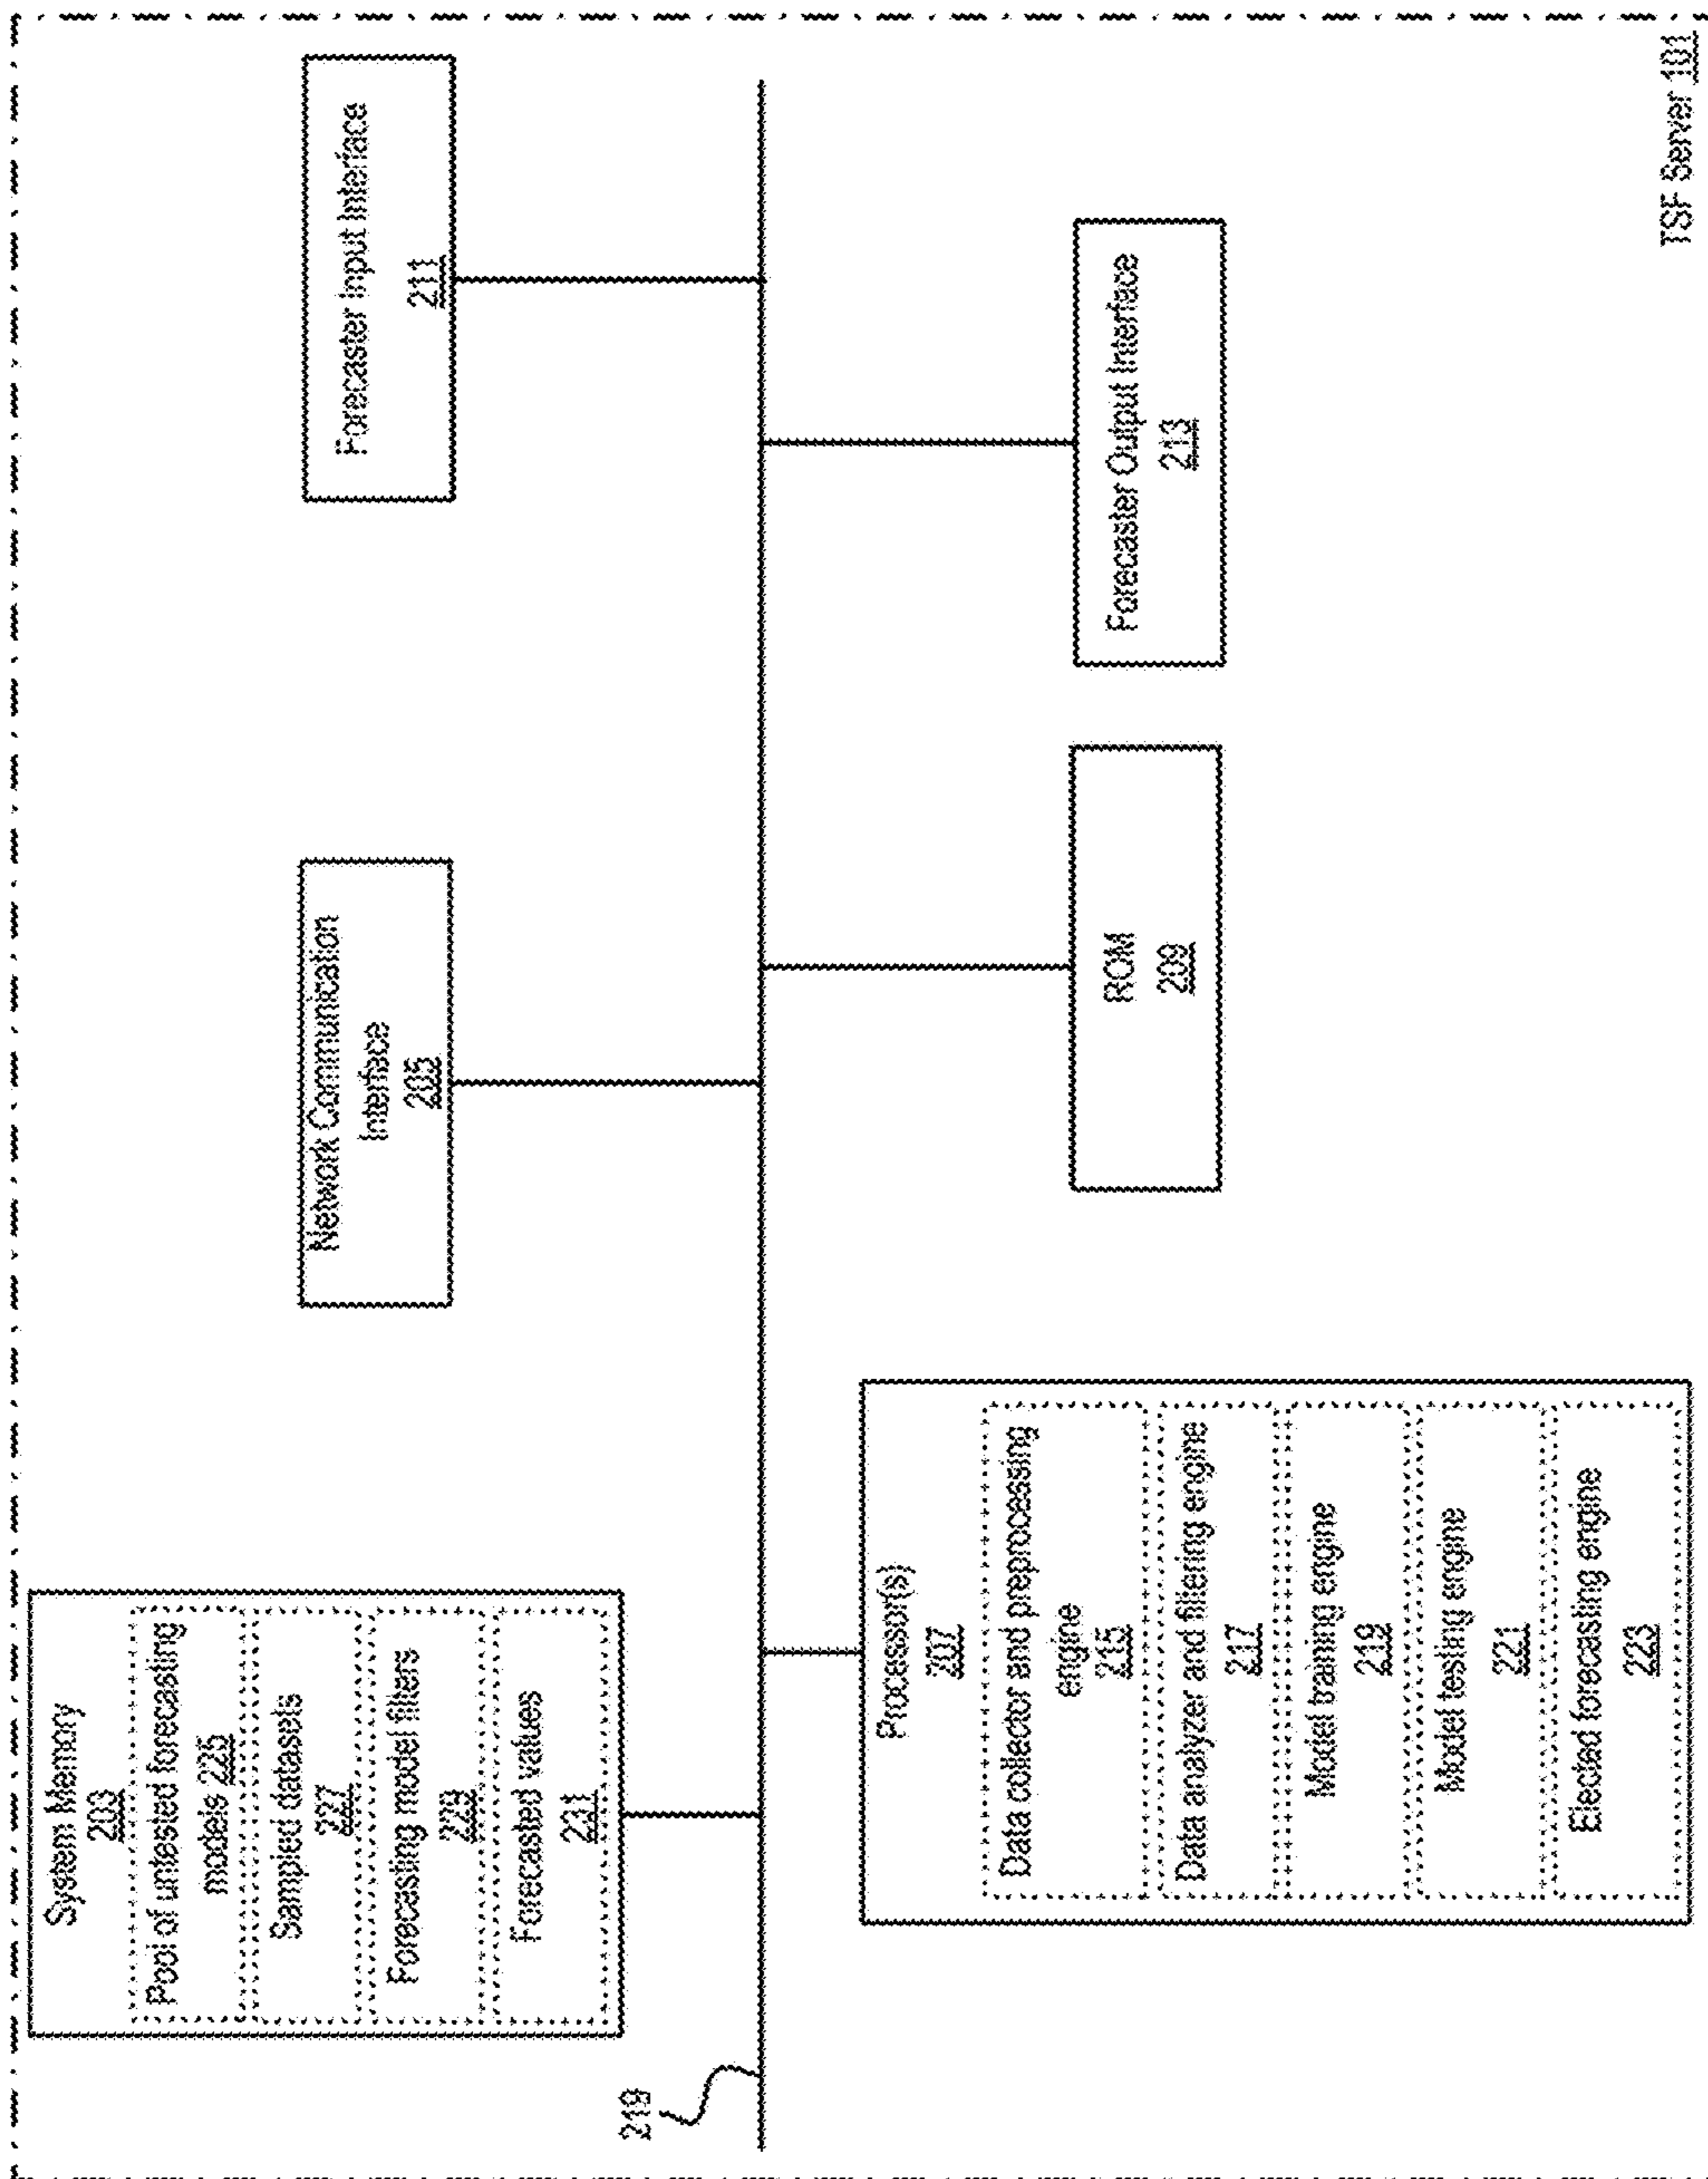 System Memory
203
Pool of untested forecasting
models 225
Sampled datasets
227
Forecasting model filters
229
Forecasted values
231
Network Communication
Interface
205
Forecaster Input Interface
211
219
Processor(s)
207
Data collector and preprocessing
engine
215
Data analyzer and filtering engine
217
Model training engine
219
Model testing engine
221
Elected forecasting engine
223
ROM
209
Forecaster Output Interface
213
TSF Server 101